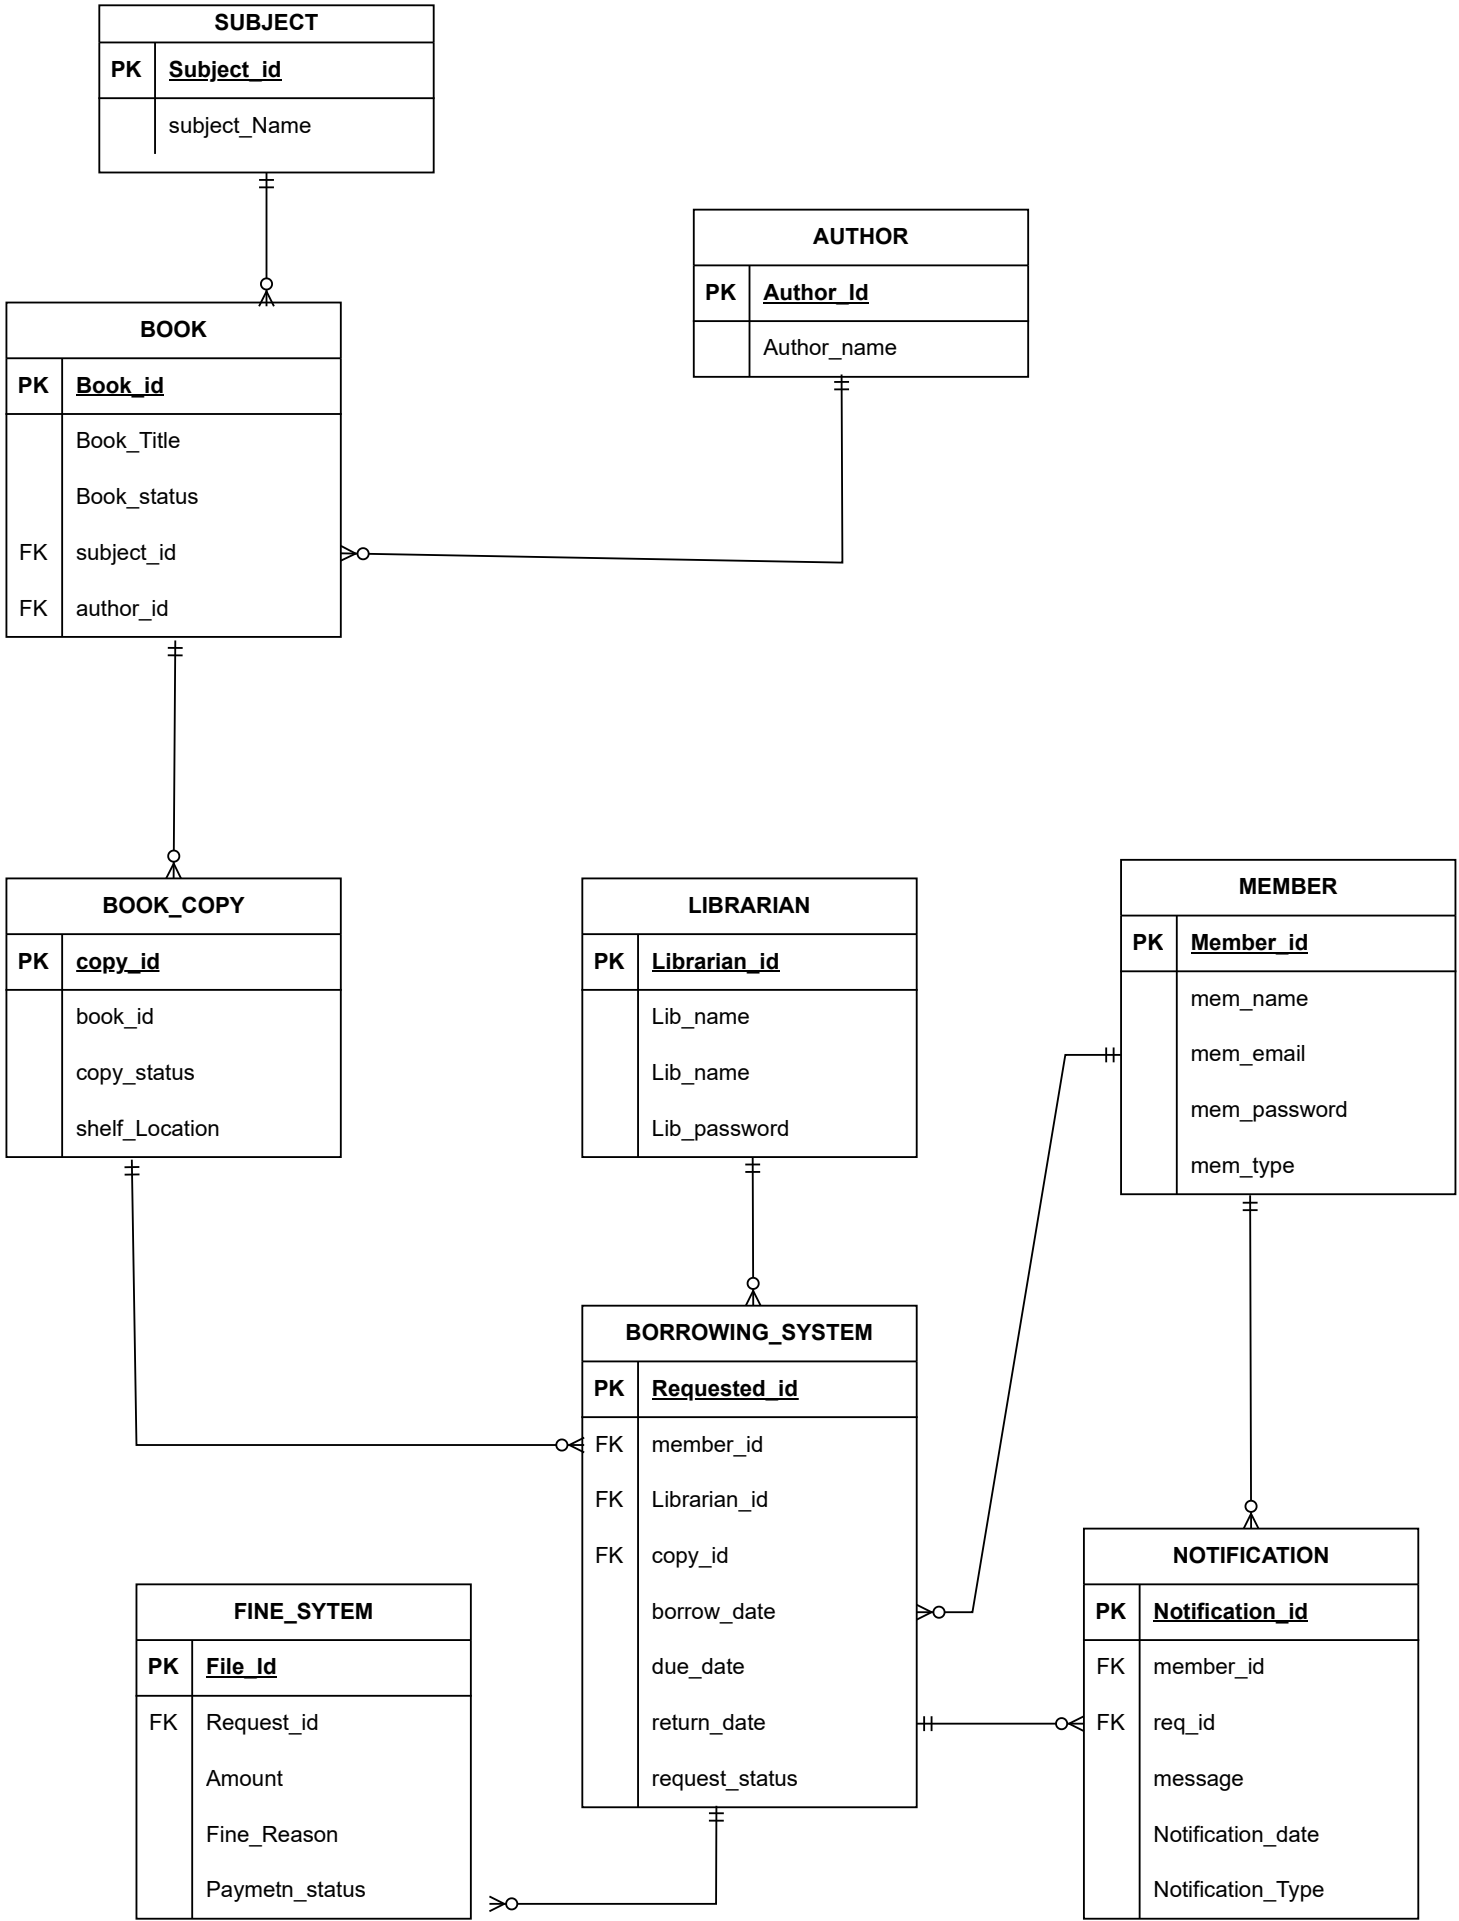 SUBJECT
PK Subject_id
subject_Name
AUTHOR
PK Author_Id
Author_name
BOOK
PK Book_id
Book_Title
Book_status
FK subject_id
FK author_id
BOOK_COPY
PK copy_id
book_id
copy_status
shelf_Location
LIBRARIAN
PK Librarian_id
Lib_name
Lib_name
Lib_password
MEMBER
PK Member_id
mem_name
mem_email
mem_password
mem_type
BORROWING_SYSTEM
PK Requested_id
FK member_id
FK Librarian_id
FK copy_id
borrow_date
due_date
return_date
request_status
NOTIFICATION
PK Notification_id
FK member_id
FK req_id
message
Notification_date
Notification_Type
FINE_SYTEM
PK File_Id
FK Request_id
Amount
Fine_Reason
Paymetn_status